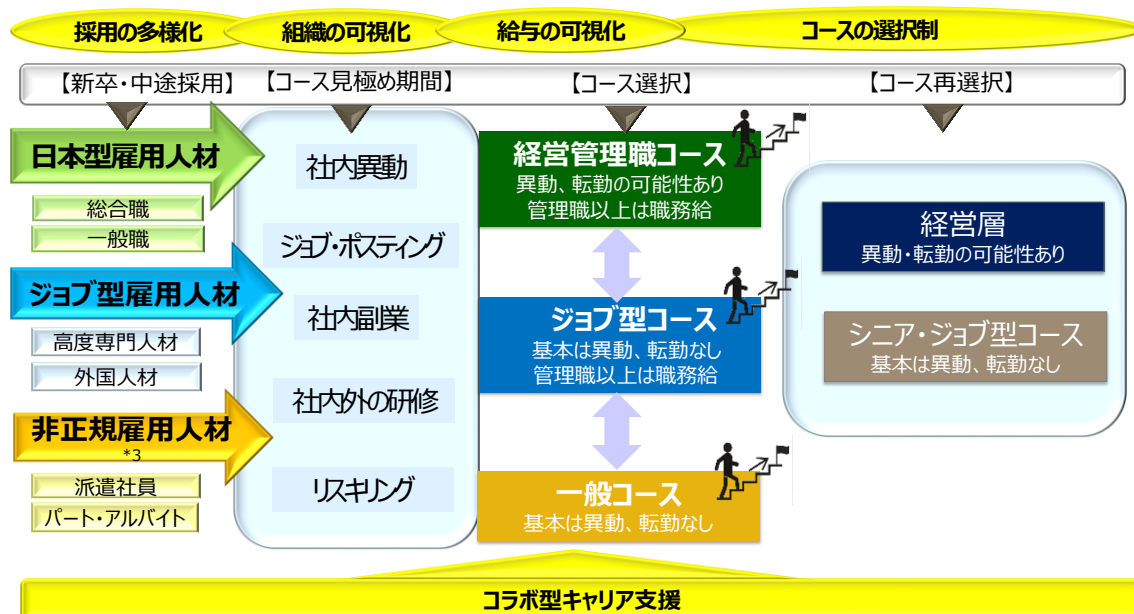 採用の多様化
組織の可視化
給与の可視化
コースの選択制
【新卒・中途採用】
【コース見極め期間】
【コース選択】
【コース再選択】
日本型雇用人材
総合職
一般職
ジョブ型雇用人材
高度専門人材
外国人材
非正規雇用人材
*3
派遣社員
パート・アルバイト
社内異動
ジョブ・ポスティング
社内副業
社内外の研修
リスキリング
経営管理職コース
異動、転勤の可能性あり
管理職以上は職務給
ジョブ型コース
基本は異動、転勤なし
管理職以上は職務給
一般コース
基本は異動、転勤なし
経営層
異動・転勤の可能性あり
シニア・ジョブ型コース
基本は異動、転勤なし
コラボ型キャリア支援